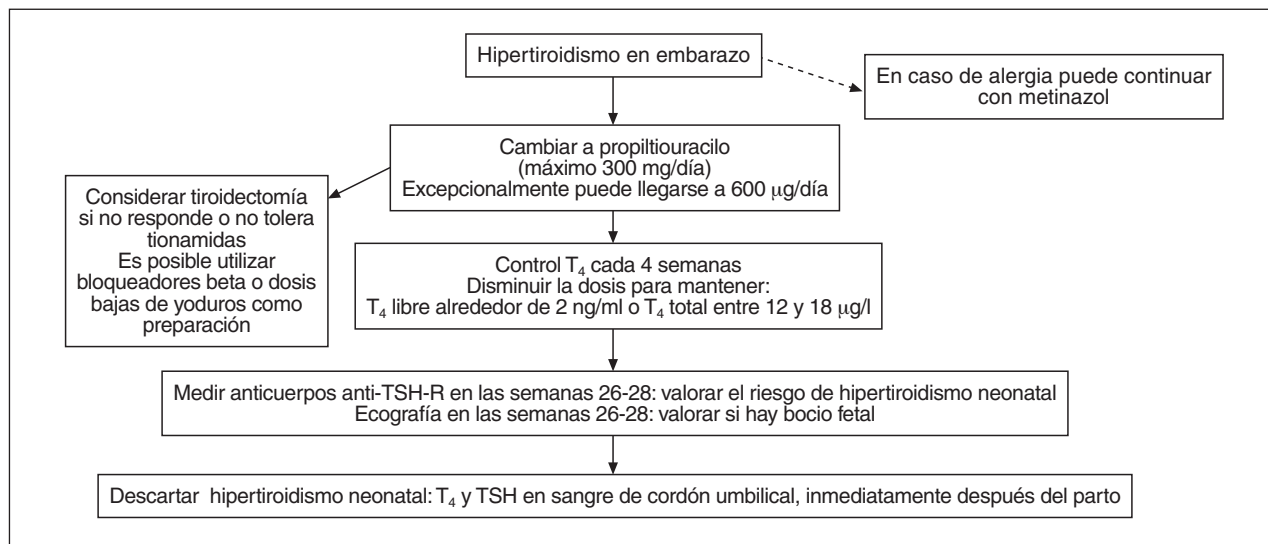 Hipertiroidismo en embarazo
En caso de alergia puede continuar
con metinazol
Cambiar a propiltiouracilo
(máximo 300 mg/día)
Excepcionalmente puede llegarse a 600 µg/día
Considerar tiroidectomía
si no responde o no tolera
tionamidas
Es posible utilizar
bloqueadores beta o dosis
bajas de yoduros como
preparación
Control T₄ cada 4 semanas
Disminuir la dosis para mantener:
T₄ libre alrededor de 2 ng/ml o T₄ total entre 12 y 18 µg/l
Medir anticuerpos anti-TSH-R en las semanas 26-28: valorar el riesgo de hipertiroidismo neonatal
Ecografía en las semanas 26-28: valorar si hay bocio fetal
Descartar hipertiroidismo neonatal: T₄ y TSH en sangre de cordón umbilical, inmediatamente después del parto